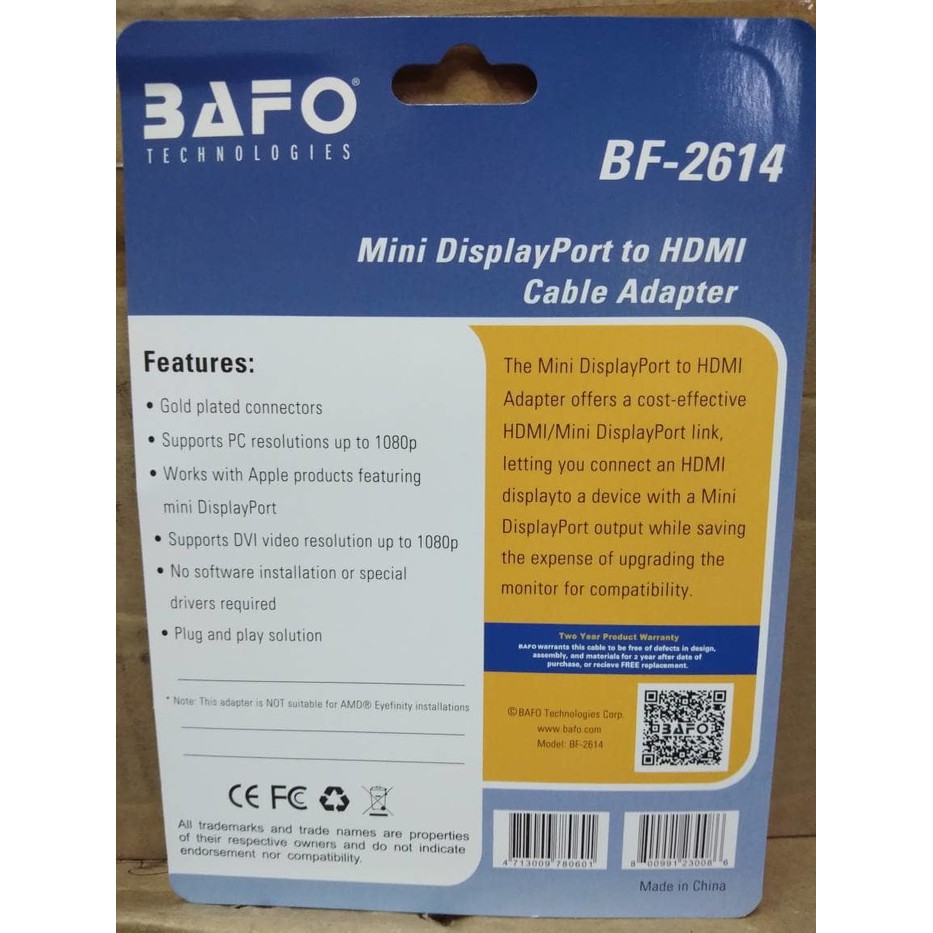 BAFO®
TECHNOLOGIES
BF-2614
Mini DisplayPort to HDMI
Cable Adapter
Features:
• Gold plated connectors
• Supports PC resolutions up to 1080p
• Works with Apple products featuring
mini DisplayPort
• Supports DVI video resolution up to 1080p
• No software installation or special
drivers required
• Plug and play solution
* Note: This adapter is NOT suitable for AMD® Eyefinity installations
CE FC
All trademarks and trade names are properties
of their respective owners and do not indicate
endorsement nor compatibility.
The Mini DisplayPort to HDMI
Adapter offers a cost-effective
HDMI/Mini DisplayPort link,
letting you connect an HDMI
displayto a device with a Mini
DisplayPort output while saving
the expense of upgrading the
monitor for compatibility.
Two Year Product Warranty
BAFO warrants this cable to be free of defects in design,
assembly, and materials for 2 year after date of
purchase, or recieve FREE replacement.
©BAFO Technologies Corp.
www.bafo.com
Model: BF-2614
BAFO
4 713009 780601
8 00991 23008 6
Made in China